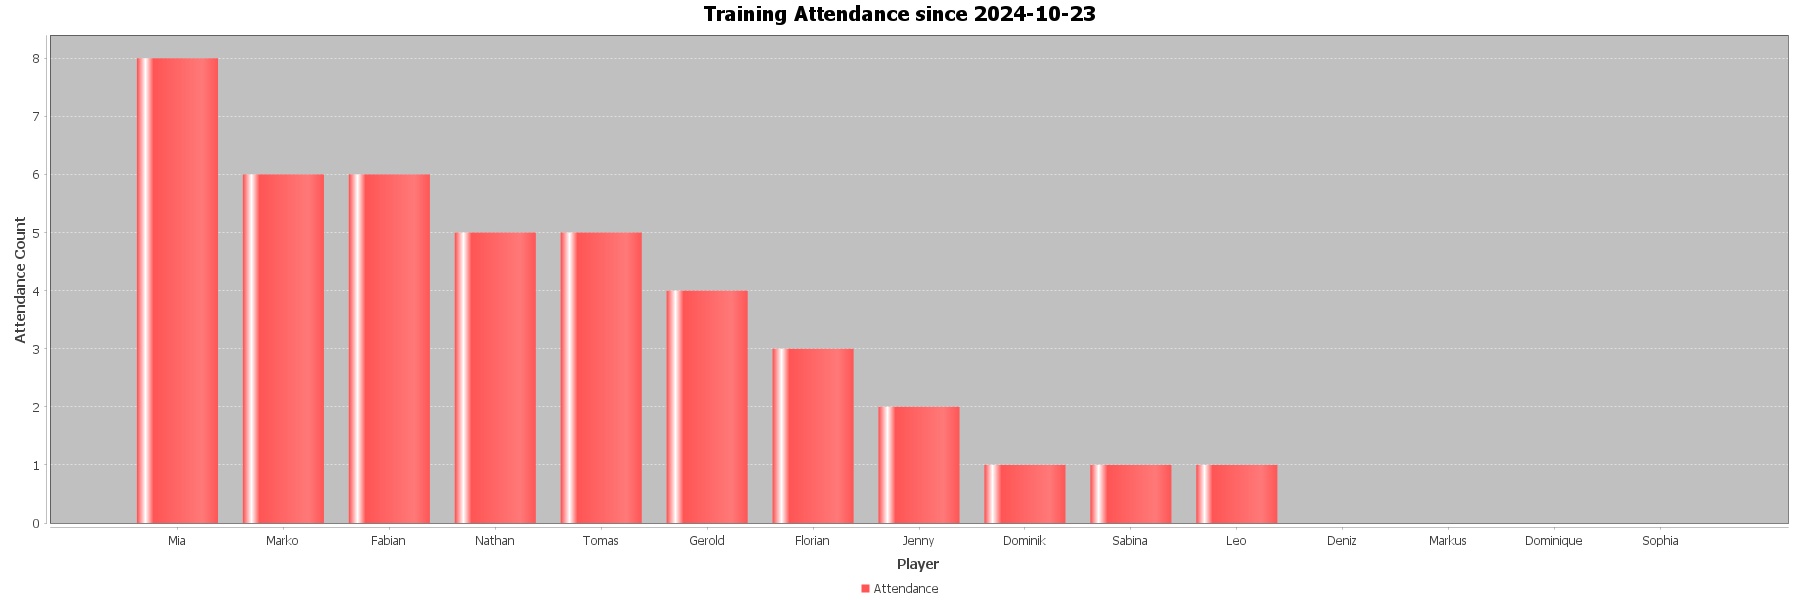 Training Attendance since 2024-10-23
Attendance Count
8
7
6
5
4
3
2
1
0
Mia Marko Fabian Nathan Tomas Gerold Florian Jenny Dominik Sabina Leo Deniz Markus Dominique Sophia
Player
Attendance